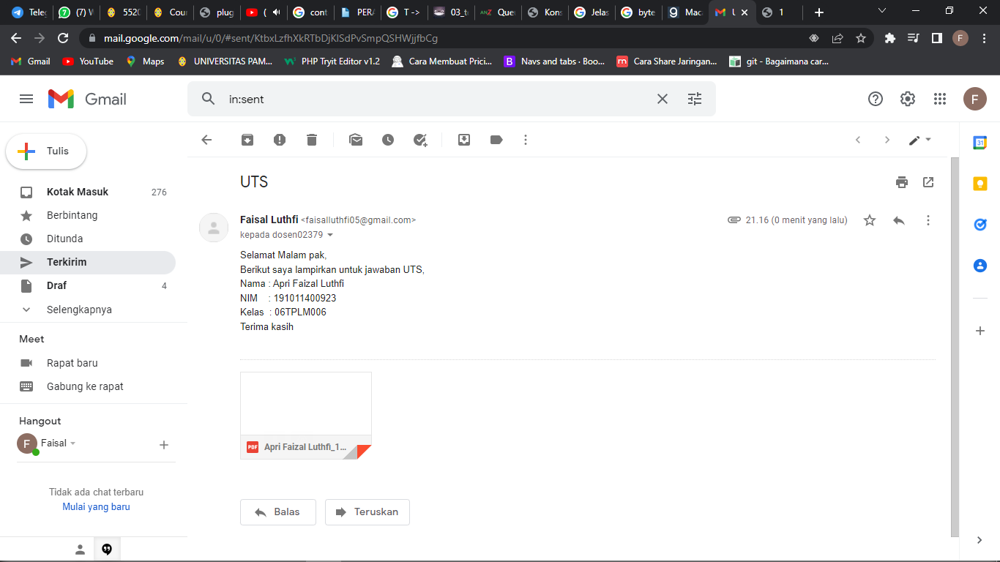 Teleg
(7) W
5520
Cour
plug
(
cont
PERA
T ->
03_t
Que
Kons
Jelas
byte
Maca
1
mail.google.com/mail/u/0/#sent/KtbxLzfhXkRTbDjKlSdPvSmpQSHWjjfbCg
F
Gmail
YouTube
Maps
UNIVERSITAS PAM...
PHP Tryit Editor v1.2
Cara Membuat Prici...
Navs and tabs · Boo...
Cara Share Jaringan...
git - Bagaimana car...
Gmail
in:sent
F
Tulis
Kotak Masuk 276
Berbintang
Ditunda
Terkirim
Draf 4
Selengkapnya
Meet
Rapat baru
Gabung ke rapat
Hangout
F Faisal
Tidak ada chat terbaru
Mulai yang baru
UTS
Faisal Luthfi <faisalluthfi05@gmail.com> 21.16 (0 menit yang lalu)
kepada dosen02379
Selamat Malam pak,
Berikut saya lampirkan untuk jawaban UTS,
Nama : Apri Faizal Luthfi
NIM : 191011400923
Kelas : 06TPLM006
Terima kasih
PDF Apri Faizal Luthfi_1...
Balas
Teruskan
31